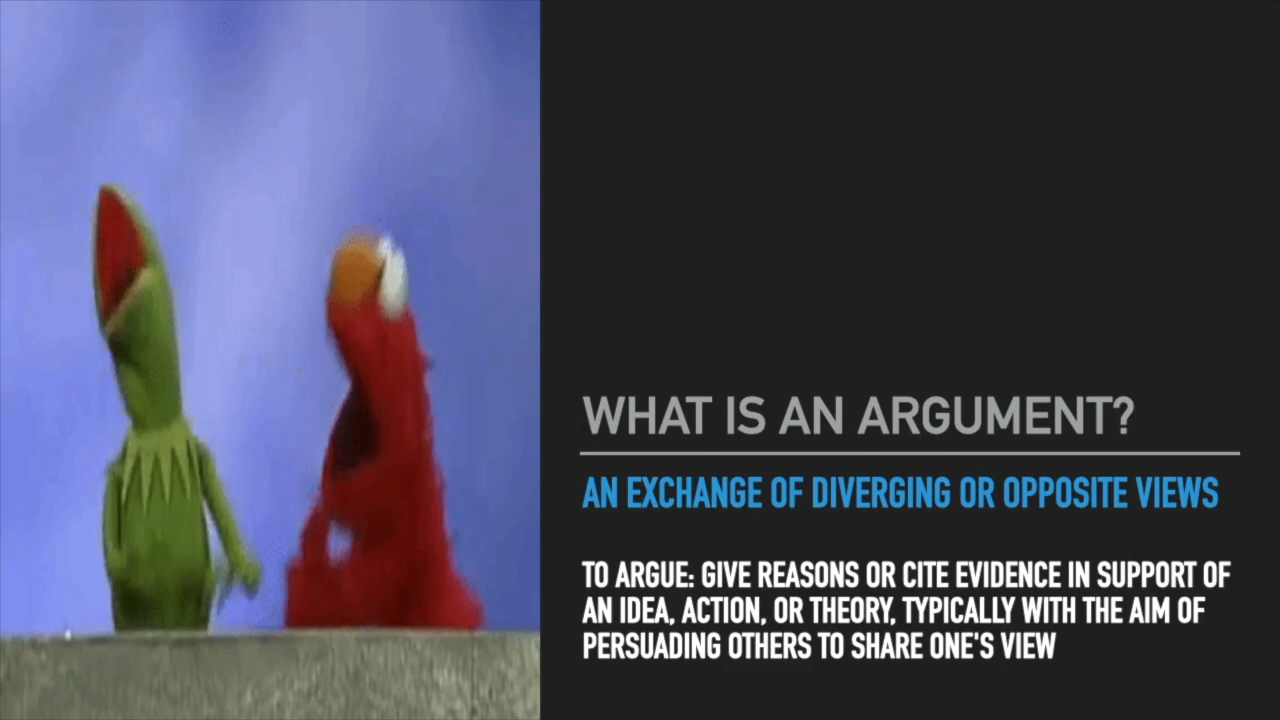 WHAT IS AN ARGUMENT?
AN EXCHANGE OF DIVERGING OR OPPOSITE VIEWS
TO ARGUE: GIVE REASONS OR CITE EVIDENCE IN SUPPORT OF
AN IDEA, ACTION, OR THEORY, TYPICALLY WITH THE AIM OF
PERSUADING OTHERS TO SHARE ONE'S VIEW